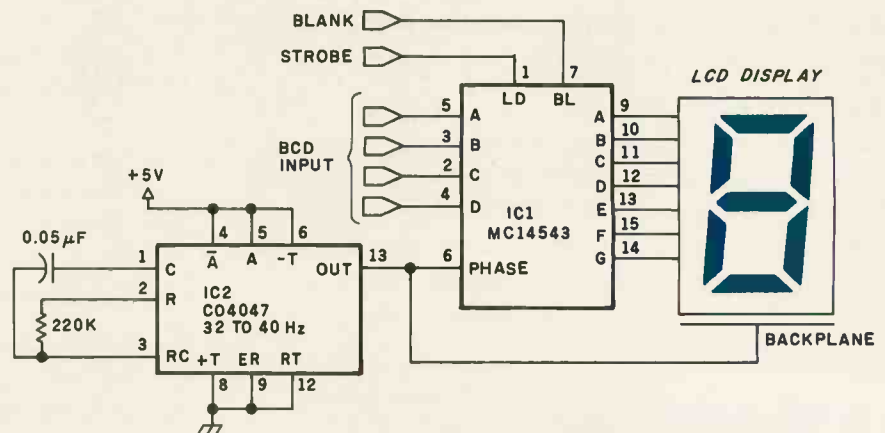 BLANK
STROBE
1 7
LD BL
LCD DISPLAY
BCD
INPUT
5 A
3 B
2 C
4 D
A 9
B 10
C 11
D 12
E 13
F 15
G 14
IC1
MC14543
6 PHASE
BACKPLANE
+5V
0.05µF
220K
4 5 6
A̅ A -T
1 C
2 R
3 RC
OUT 13
IC2
CO4047
32 TO 40 Hz
+T ER RT
8 9 12